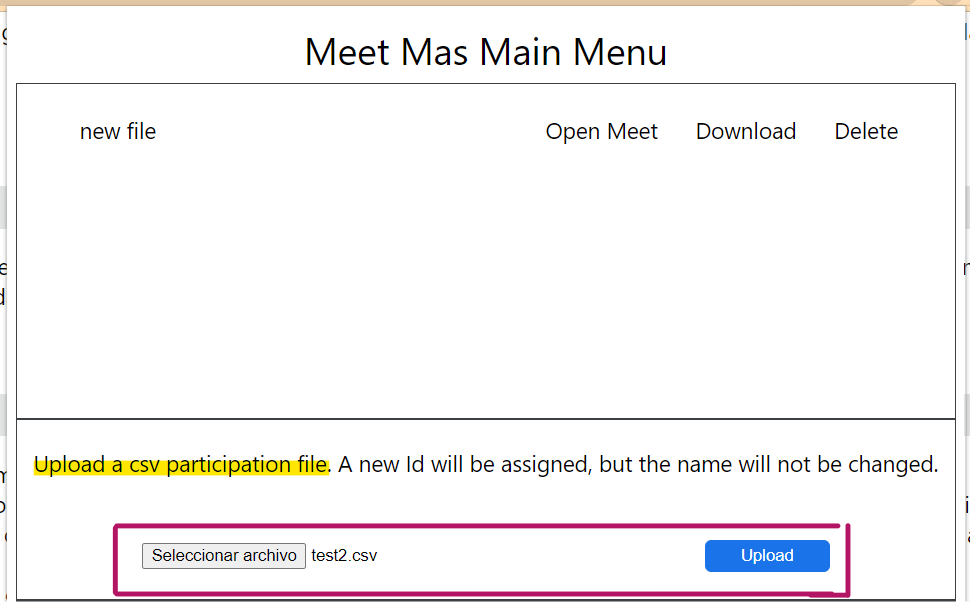 Meet Mas Main Menu
new file Open Meet Download Delete
Upload a csv participation file. A new Id will be assigned, but the name will not be changed.
Seleccionar archivo test2.csv Upload